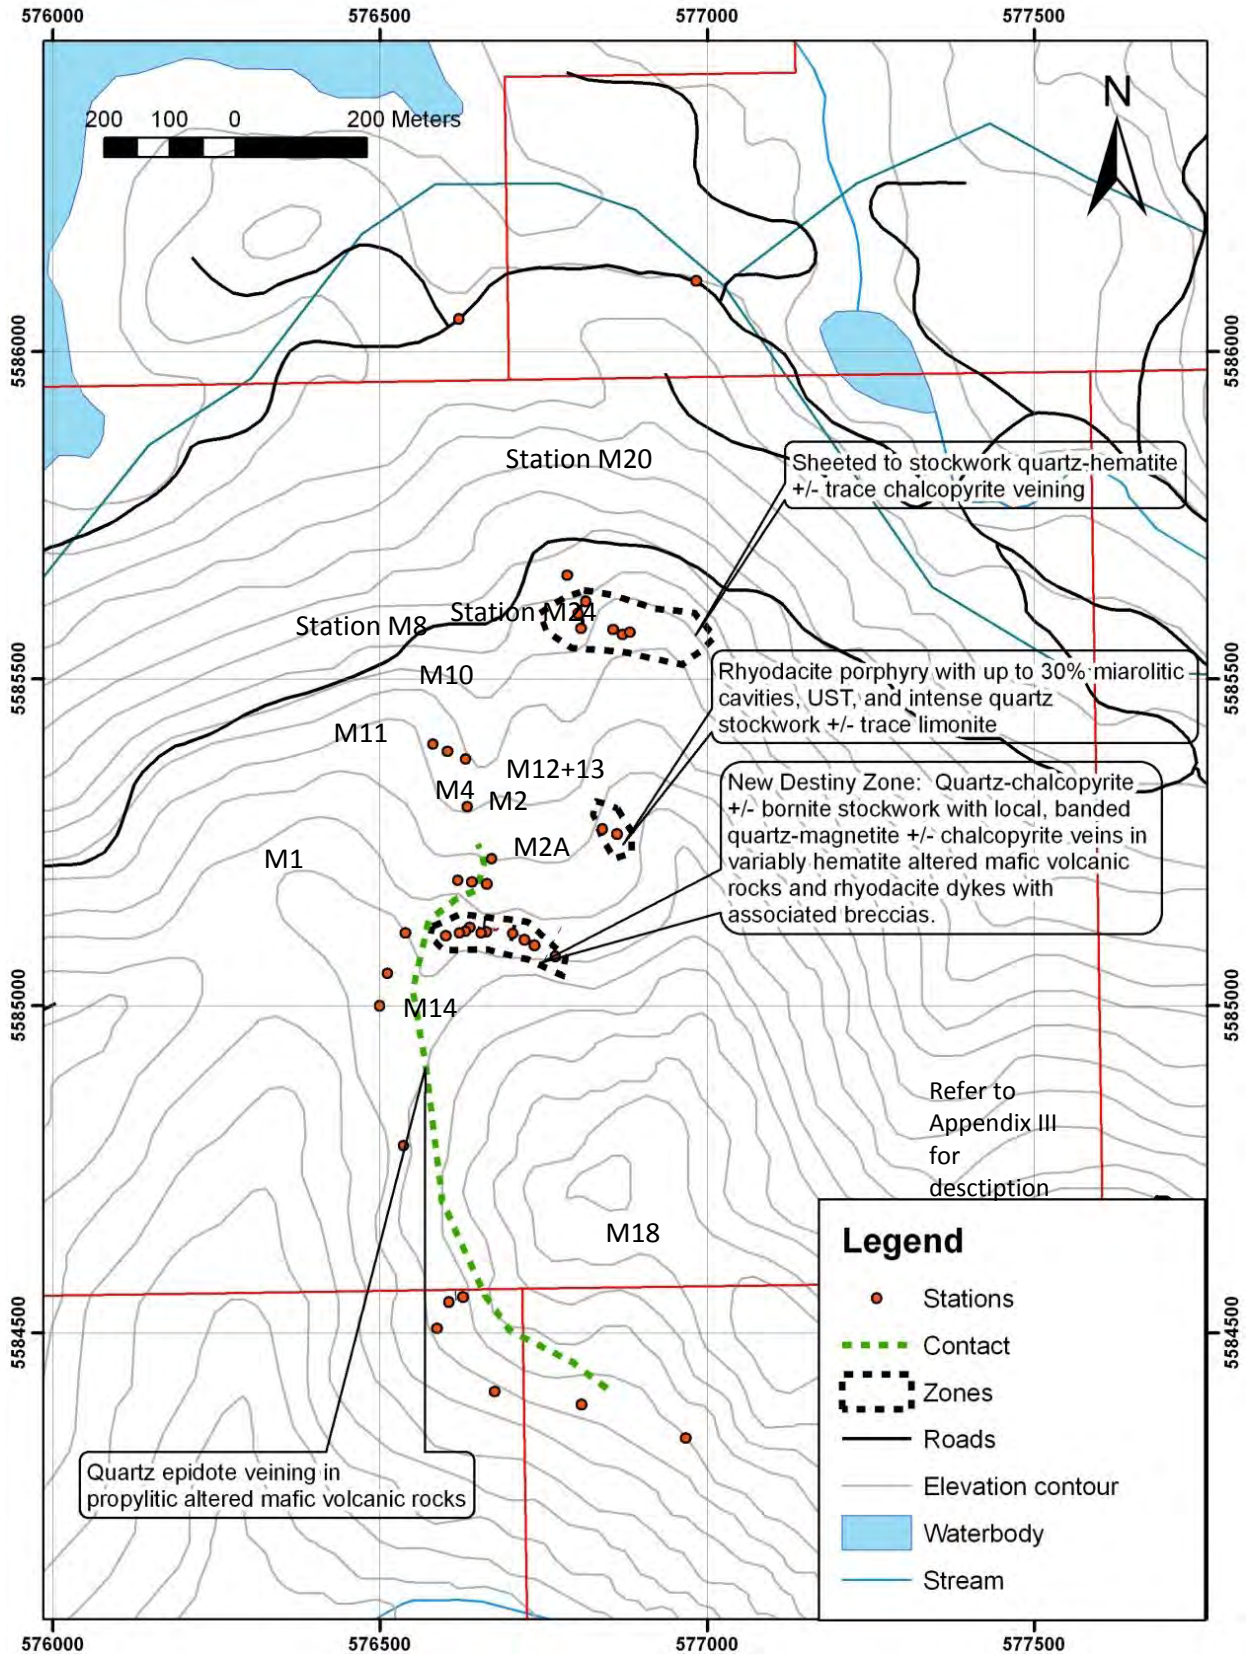 576000 576500 577000 577500
200 100 0 200 Meters
N
5586000 5586000
Station M20
Sheeted to stockwork quartz-hematite
+/- trace chalcopyrite veining
Station M24
Station M8
5585500 5585500
M10
Rhyodacite porphyry with up to 30% miarolitic
cavities, UST, and intense quartz
stockwork +/- trace limonite
M11
M12+13
M4
M2
New Destiny Zone: Quartz-chalcopyrite
+/- bornite stockwork with local, banded
quartz-magnetite +/- chalcopyrite veins in
variably hematite altered mafic volcanic
rocks and rhyodacite dykes with
associated breccias.
M2A
M1
5585000 5585000
M14
Refer to
Appendix III
for
desctiption
M18
5584500 5584500
Legend
Stations
Contact
Zones
Roads
Elevation contour
Waterbody
Stream
Quartz epidote veining in
propylitic altered mafic volcanic rocks
576000 576500 577000 577500